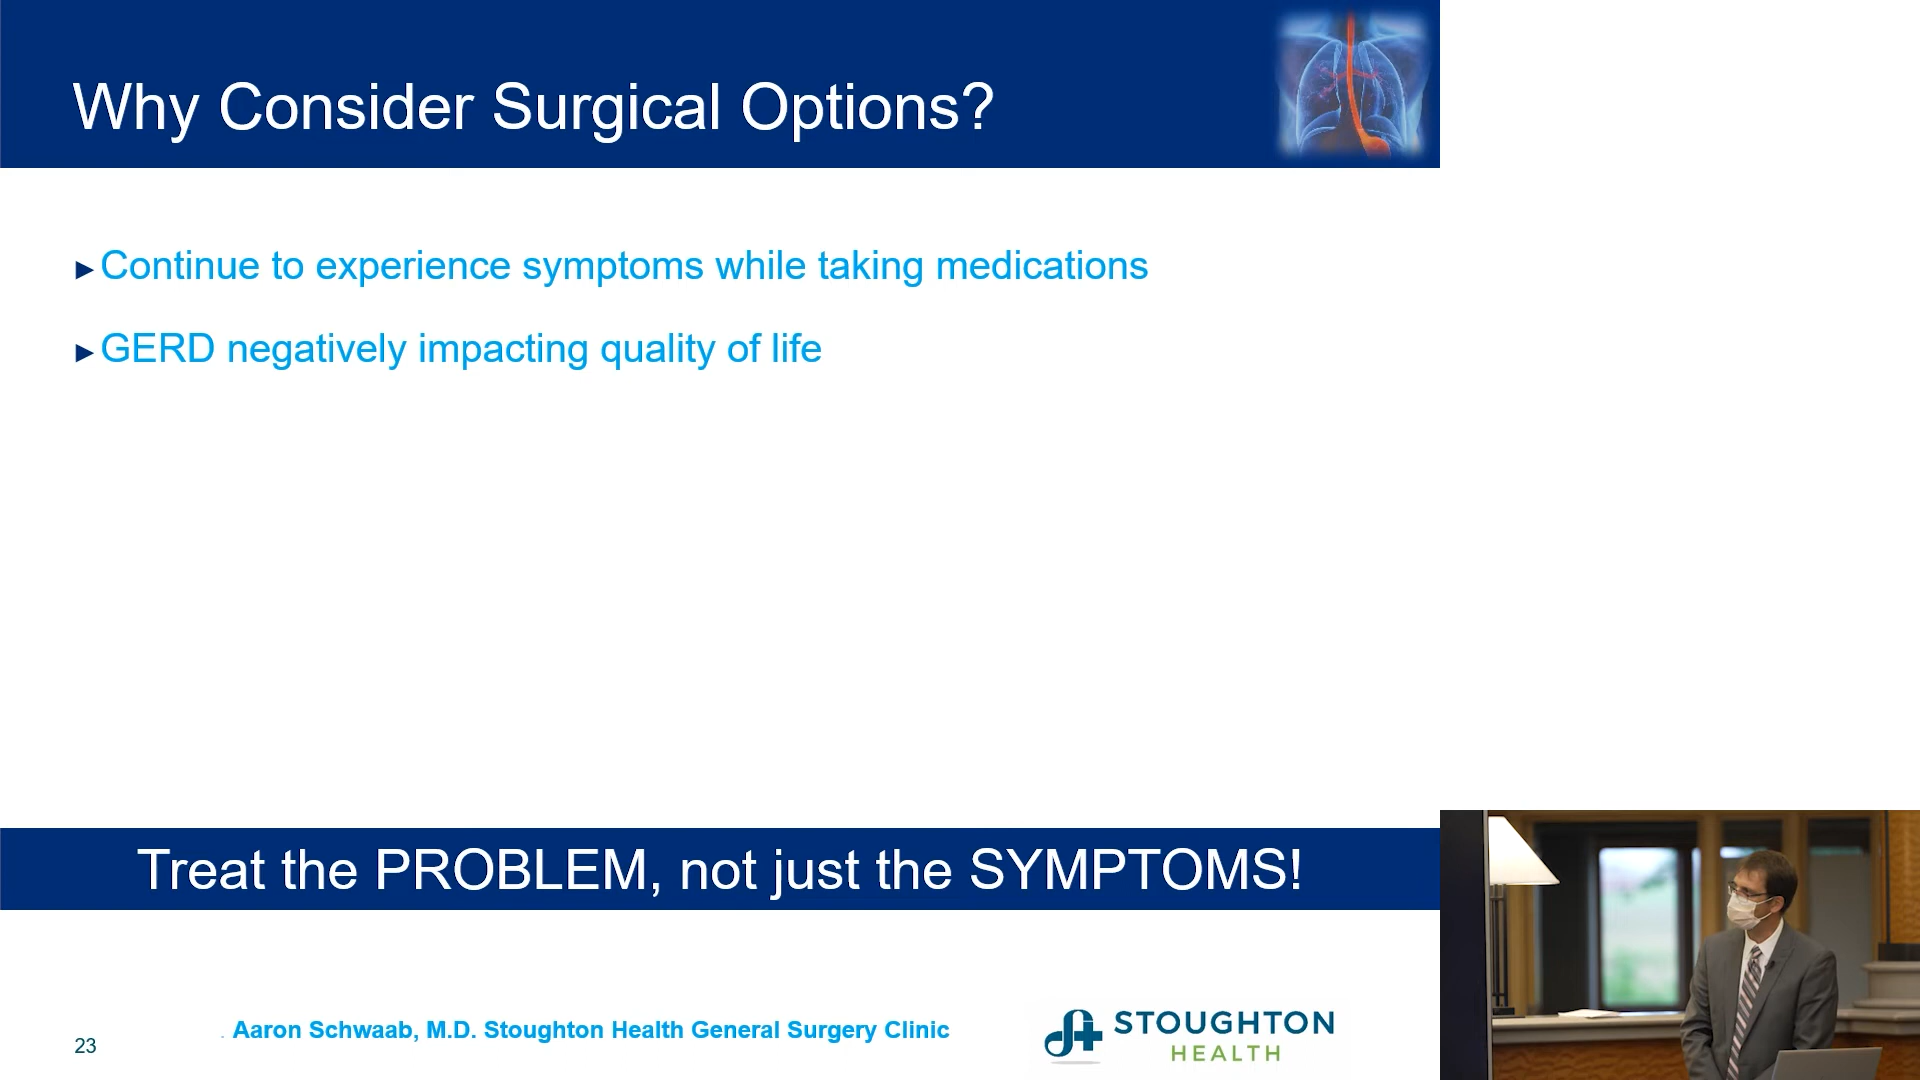 Why Consider Surgical Options?
►Continue to experience symptoms while taking medications
►GERD negatively impacting quality of life
Treat the PROBLEM, not just the SYMPTOMS!
. Aaron Schwaab, M.D. Stoughton Health General Surgery Clinic
STOUGHTON
HEALTH
23